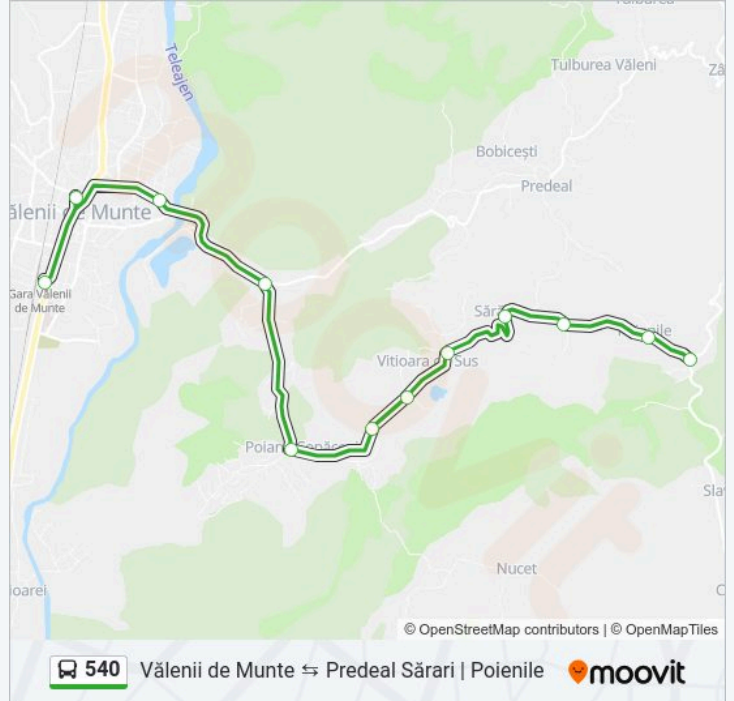 Teleajen
Tulburea Văleni
Bobicești
Predeal
ălenii de Munte
Gara Vălenii
de Munte
Vitioara de Sus
Nucet
© OpenStreetMap contributors | © OpenMapTiles
540 Vălenii de Munte ⇆ Predeal Sărari | Poienile moovit